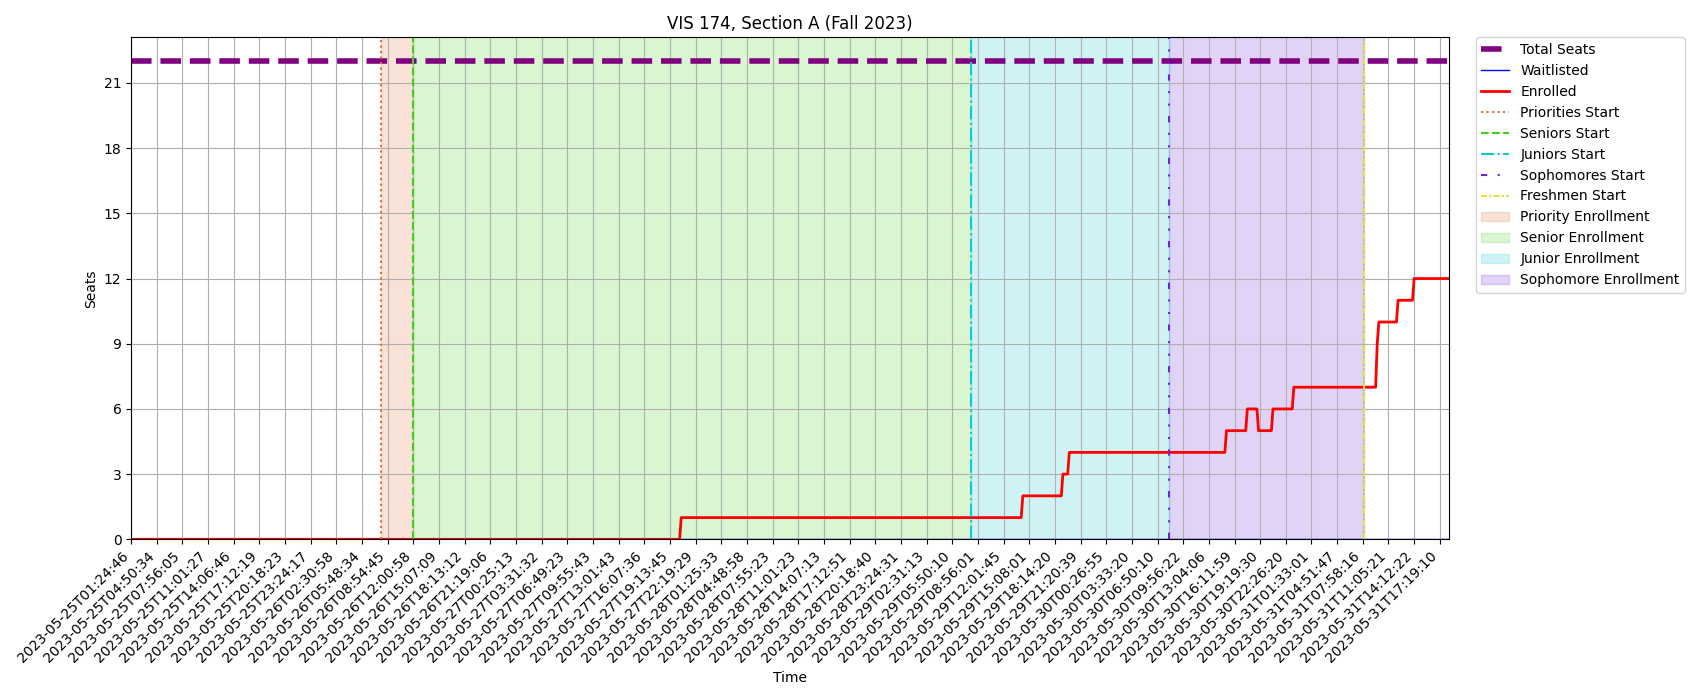 VIS 174, Section A (Fall 2023)
Seats
21
18
15
12
9
6
3
0
2023-05-25T01:24:46
2023-05-25T04:50:34
2023-05-25T07:56:05
2023-05-25T11:01:27
2023-05-25T14:06:46
2023-05-25T17:12:19
2023-05-25T20:18:23
2023-05-25T23:24:17
2023-05-26T02:30:58
2023-05-26T05:48:34
2023-05-26T08:54:45
2023-05-26T12:00:58
2023-05-26T15:07:09
2023-05-26T18:13:12
2023-05-26T21:19:06
2023-05-27T00:25:13
2023-05-27T03:31:32
2023-05-27T06:49:23
2023-05-27T09:55:43
2023-05-27T13:01:43
2023-05-27T16:07:36
2023-05-27T19:13:45
2023-05-27T22:19:29
2023-05-28T01:25:33
2023-05-28T04:48:58
2023-05-28T07:55:23
2023-05-28T11:01:23
2023-05-28T14:07:13
2023-05-28T17:12:51
2023-05-28T20:18:40
2023-05-28T23:24:31
2023-05-29T02:31:13
2023-05-29T05:50:10
2023-05-29T08:56:01
2023-05-29T12:01:45
2023-05-29T15:08:01
2023-05-29T18:14:20
2023-05-29T21:20:39
2023-05-30T00:26:55
2023-05-30T03:33:20
2023-05-30T06:50:10
2023-05-30T09:56:22
2023-05-30T13:04:06
2023-05-30T16:11:59
2023-05-30T19:19:30
2023-05-30T22:26:20
2023-05-31T01:33:01
2023-05-31T04:51:47
2023-05-31T07:58:16
2023-05-31T11:05:21
2023-05-31T14:12:22
2023-05-31T17:19:10
Time
Total Seats
Waitlisted
Enrolled
Priorities Start
Seniors Start
Juniors Start
Sophomores Start
Freshmen Start
Priority Enrollment
Senior Enrollment
Junior Enrollment
Sophomore Enrollment